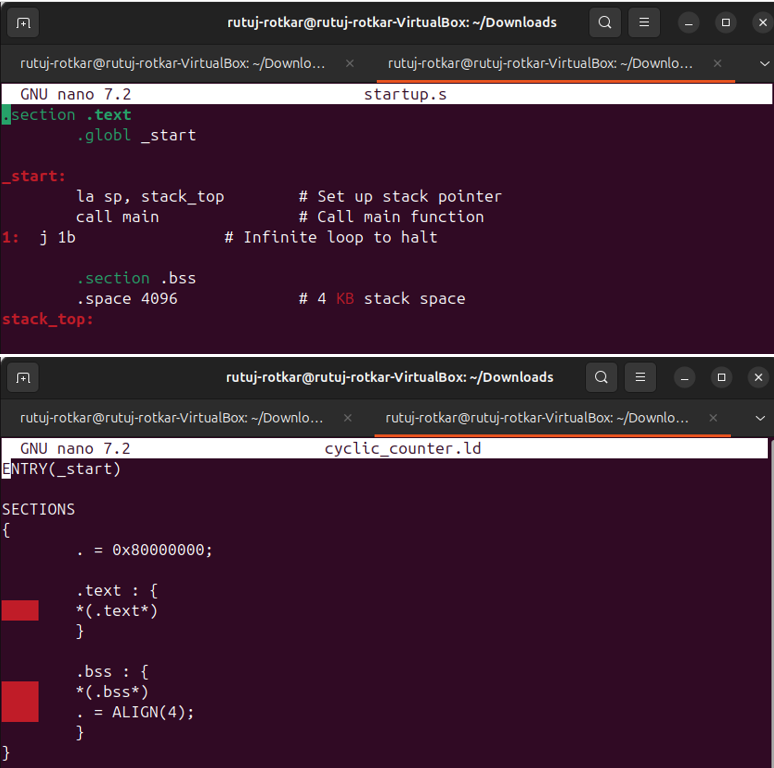 rutuj-rotkar@rutuj-rotkar-VirtualBox: ~/Downloads
rutuj-rotkar@rutuj-rotkar-VirtualBox: ~/Downlo... rutuj-rotkar@rutuj-rotkar-VirtualBox: ~/Downlo...
GNU nano 7.2 startup.s
.section .text
.globl _start
_start:
la sp, stack_top # Set up stack pointer
call main # Call main function
1: j 1b # Infinite loop to halt
.section .bss
.space 4096 # 4 KB stack space
stack_top:
rutuj-rotkar@rutuj-rotkar-VirtualBox: ~/Downloads
rutuj-rotkar@rutuj-rotkar-VirtualBox: ~/Downlo... rutuj-rotkar@rutuj-rotkar-VirtualBox: ~/Downlo...
GNU nano 7.2 cyclic_counter.ld
ENTRY(_start)
SECTIONS
{
. = 0x80000000;
.text : {
*(.text*)
}
.bss : {
*(.bss*)
. = ALIGN(4);
}
}